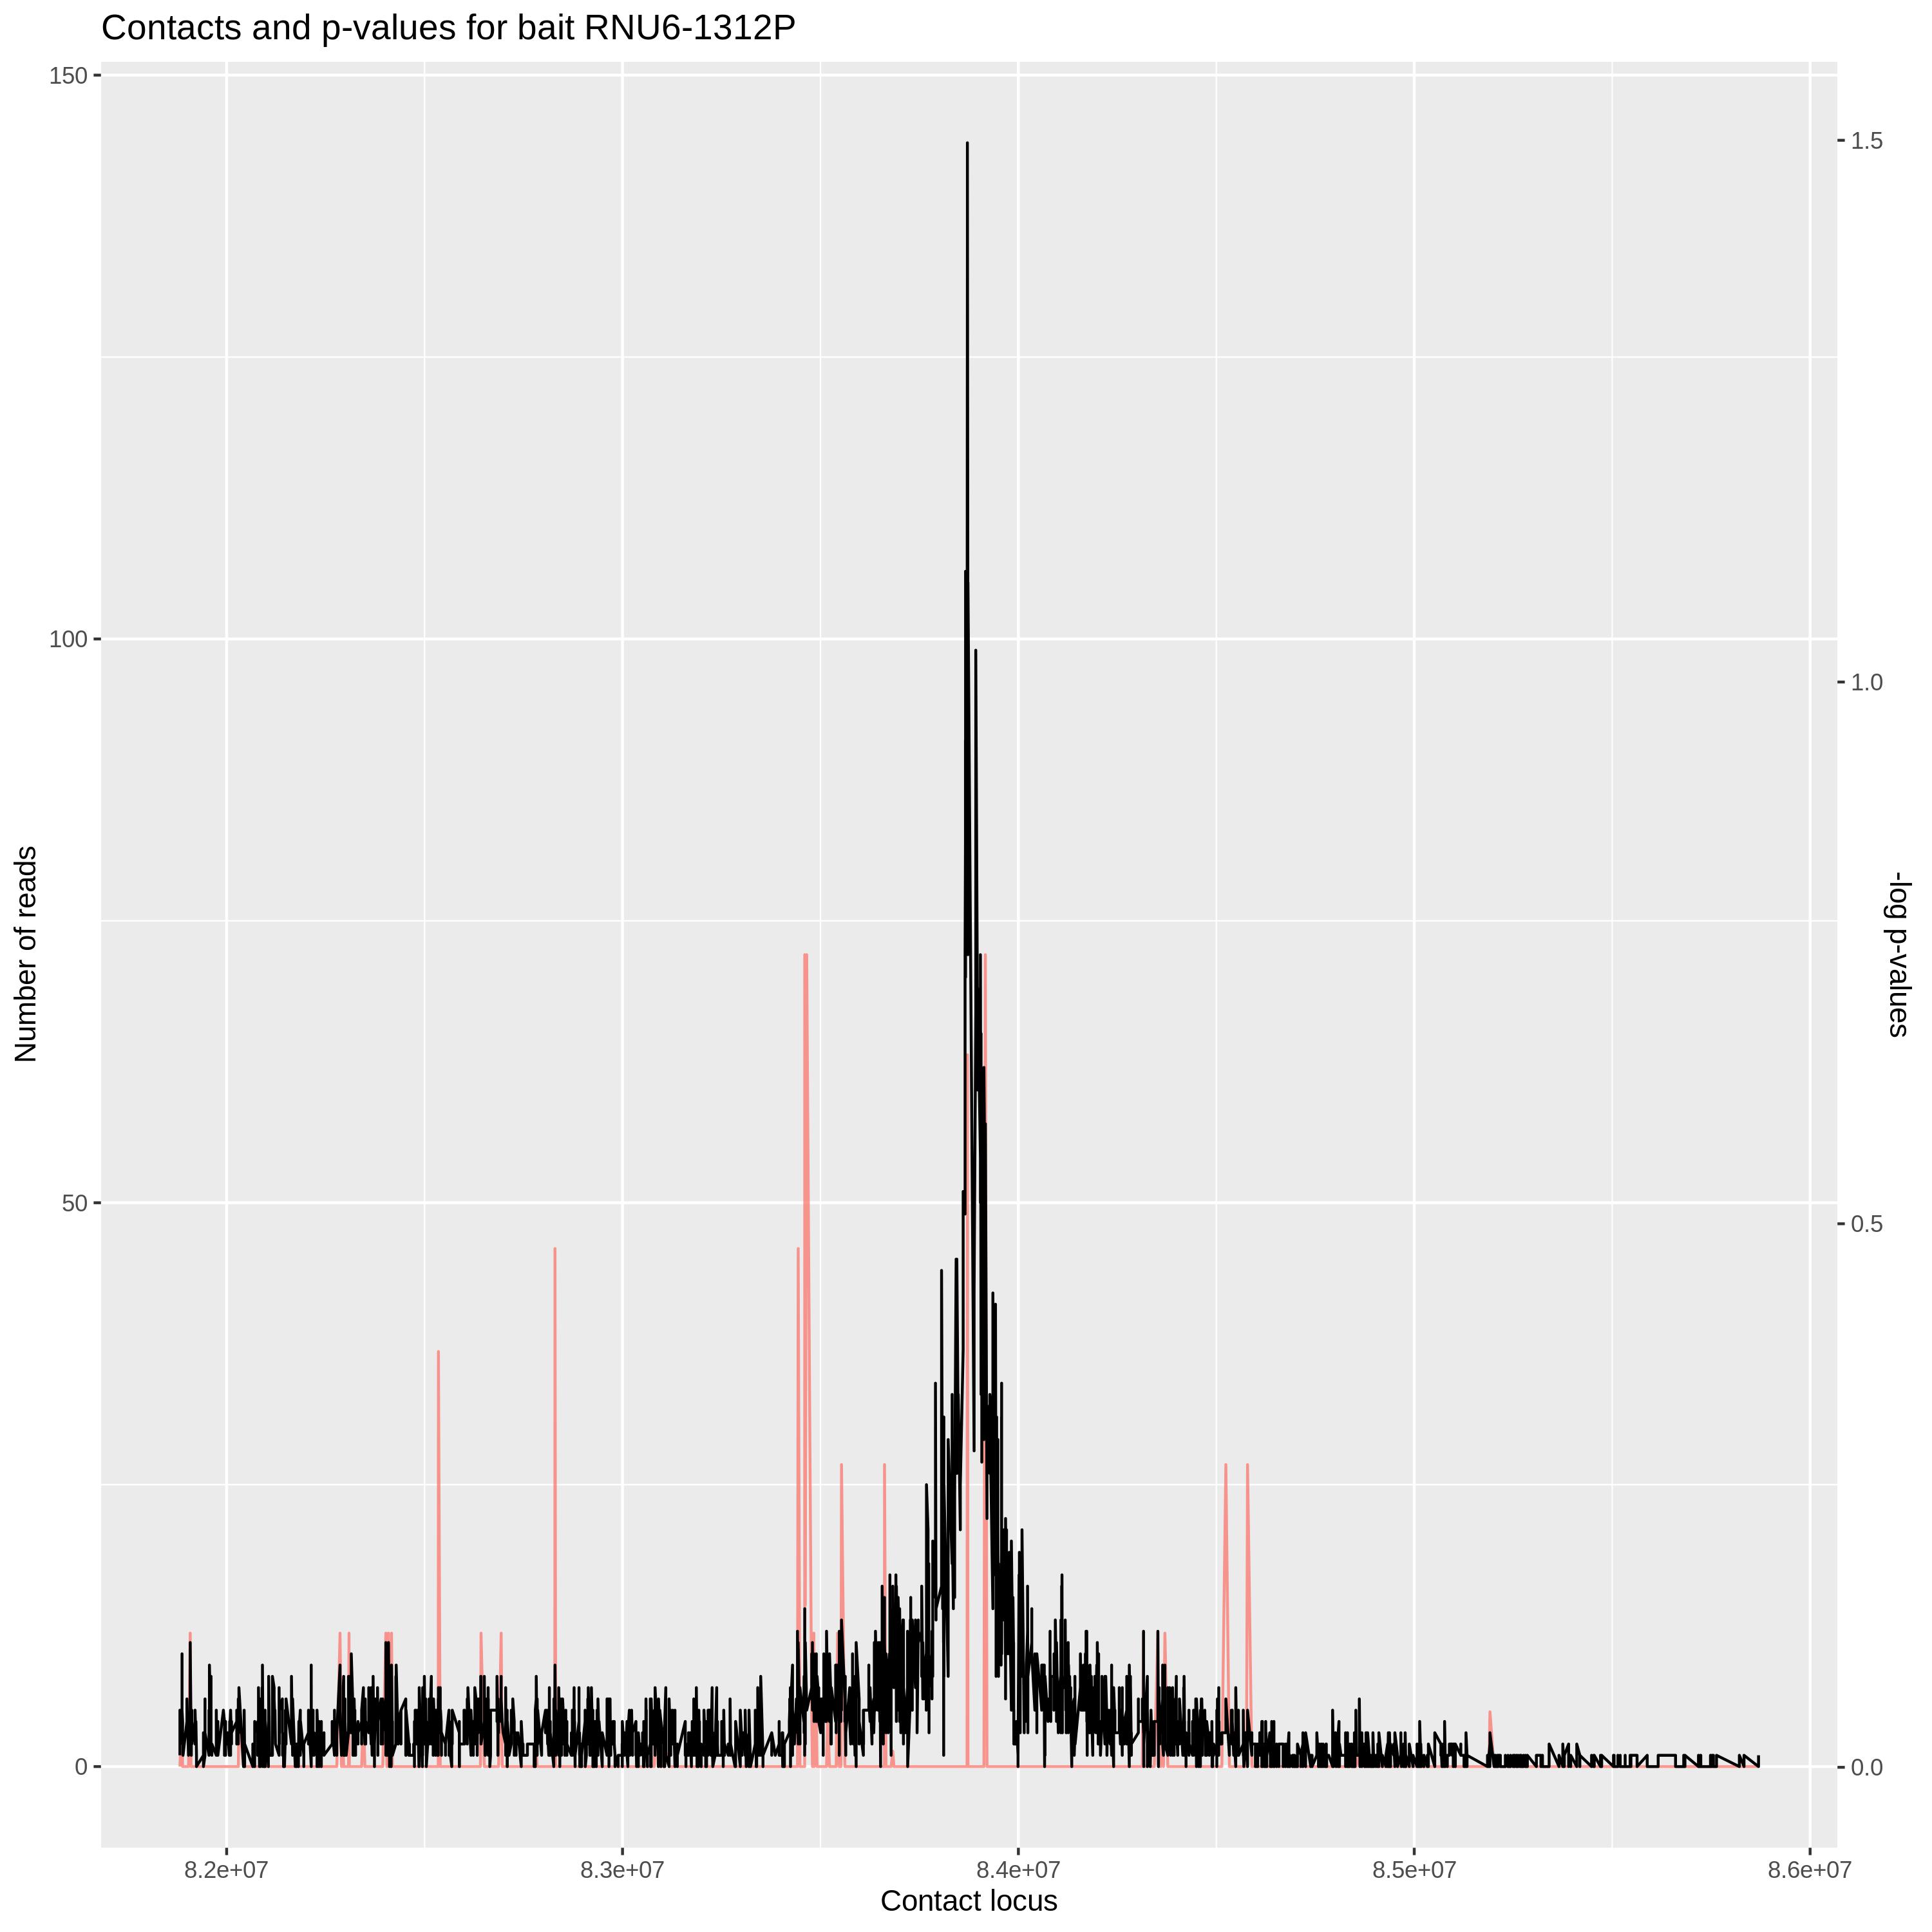 Contacts and p-values for bait RNU6-1312P
150
100
50
0
Number of reads
1.5
1.0
0.5
0.0
-log p-values
8.2e+07
8.3e+07
8.4e+07
8.5e+07
8.6e+07
Contact locus